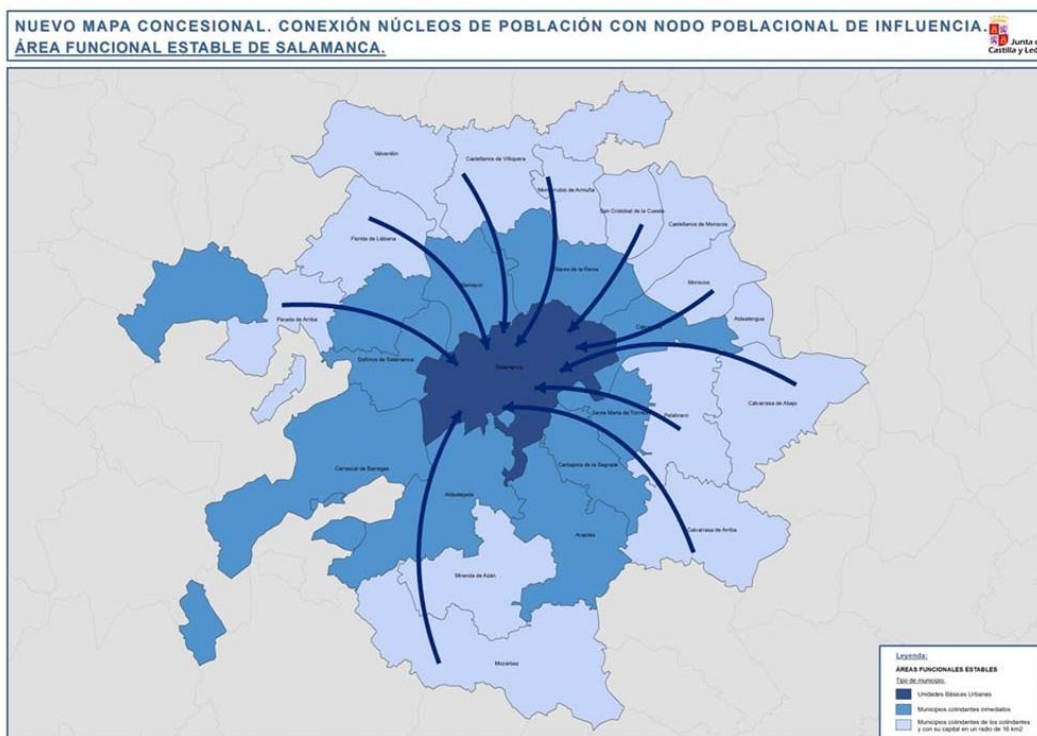 NUEVO MAPA CONCESIONAL. CONEXIÓN NÚCLEOS DE POBLACIÓN CON NODO POBLACIONAL DE INFLUENCIA.
ÁREA FUNCIONAL ESTABLE DE SALAMANCA.
Junta de
Castilla y León
Valverdón
Castellanos de Villiquera
Monterrubio de Armuña
San Cristóbal de la Cuesta
Castellanos de Moriscos
Florida de Liébana
Villares de la Reina
Villamayor
Moriscos
Parada de Arriba
Aldealengua
Doñinos de Salamanca
Salamanca
Calvarrasa de Abajo
Santa Marta de Tormes
Pelabravo
Carrascal de Barregas
Carbajosa de la Sagrada
Aldeatejada
Calvarrasa de Arriba
Arapiles
Miranda de Azán
Mozárbez
Leyenda:
ÁREAS FUNCIONALES ESTABLES
Tipo de municipio:
Unidades Básicas Urbanas
Municipios colindantes inmediatos
Municipios colindantes de los colindantes
y con su capital en un radio de 16 km2